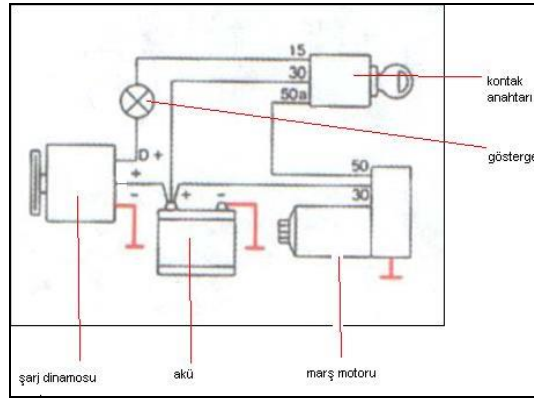 15
30
50a
kontak
anahtarı
gösterge
D +
+
-
+
-
50
30
şarj dinamosu
akü
marş motoru